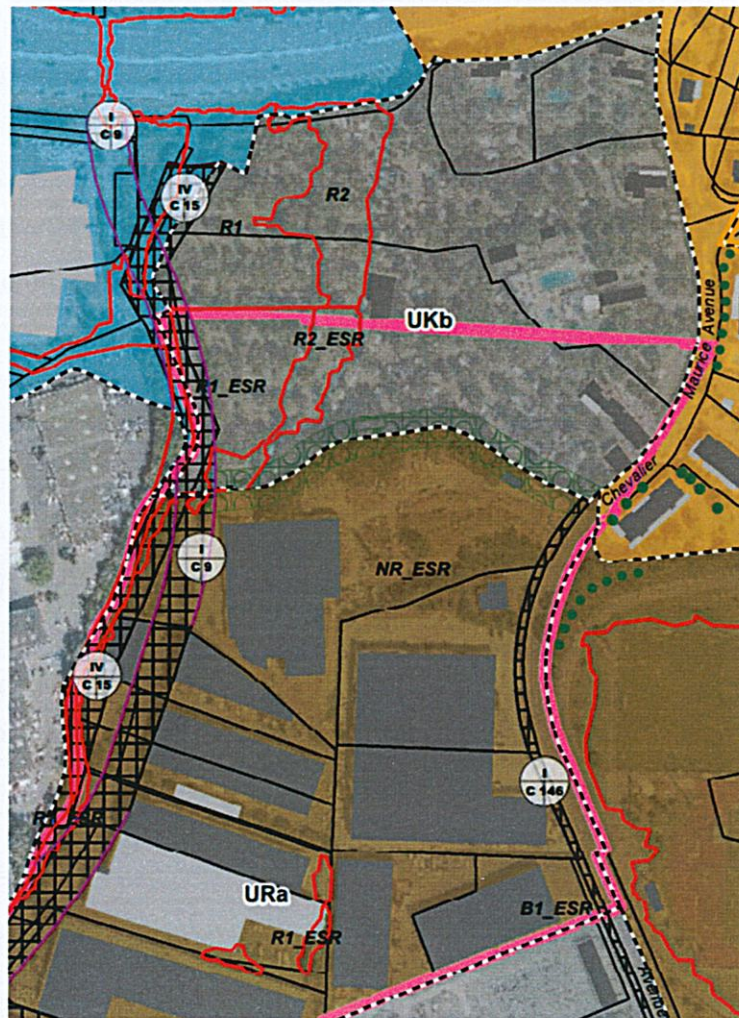 I
C 9
IV
C 15
R2
R1
UKb
R2_ESR
R1_ESR
Avenue
Maurice
Chevalier
I
C 9
NR_ESR
IV
C 15
I
C 146
R1_ESR
URa
B1_ESR
R1_ESR
Avenue